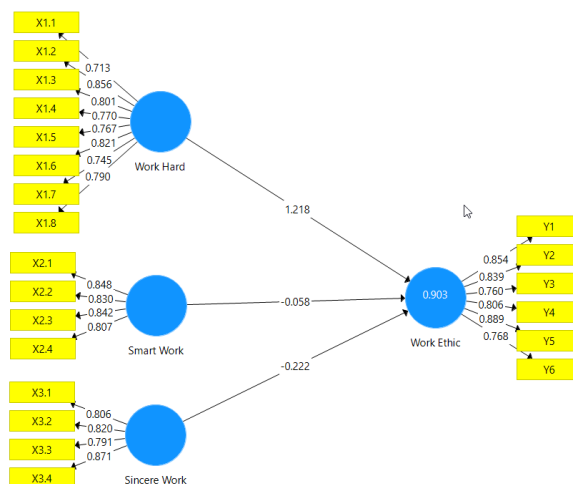 X1.1
X1.2
X1.3
X1.4
X1.5
X1.6
X1.7
X1.8
0.713
0.856
0.801
0.770
0.767
0.821
0.745
0.790
Work Hard
1.218
X2.1
X2.2
X2.3
X2.4
0.848
0.830
0.842
0.807
Smart Work
-0.058
X3.1
X3.2
X3.3
X3.4
0.806
0.820
0.791
0.871
Sincere Work
-0.222
0.903
Work Ethic
0.854
0.839
0.760
0.806
0.889
0.768
Y1
Y2
Y3
Y4
Y5
Y6